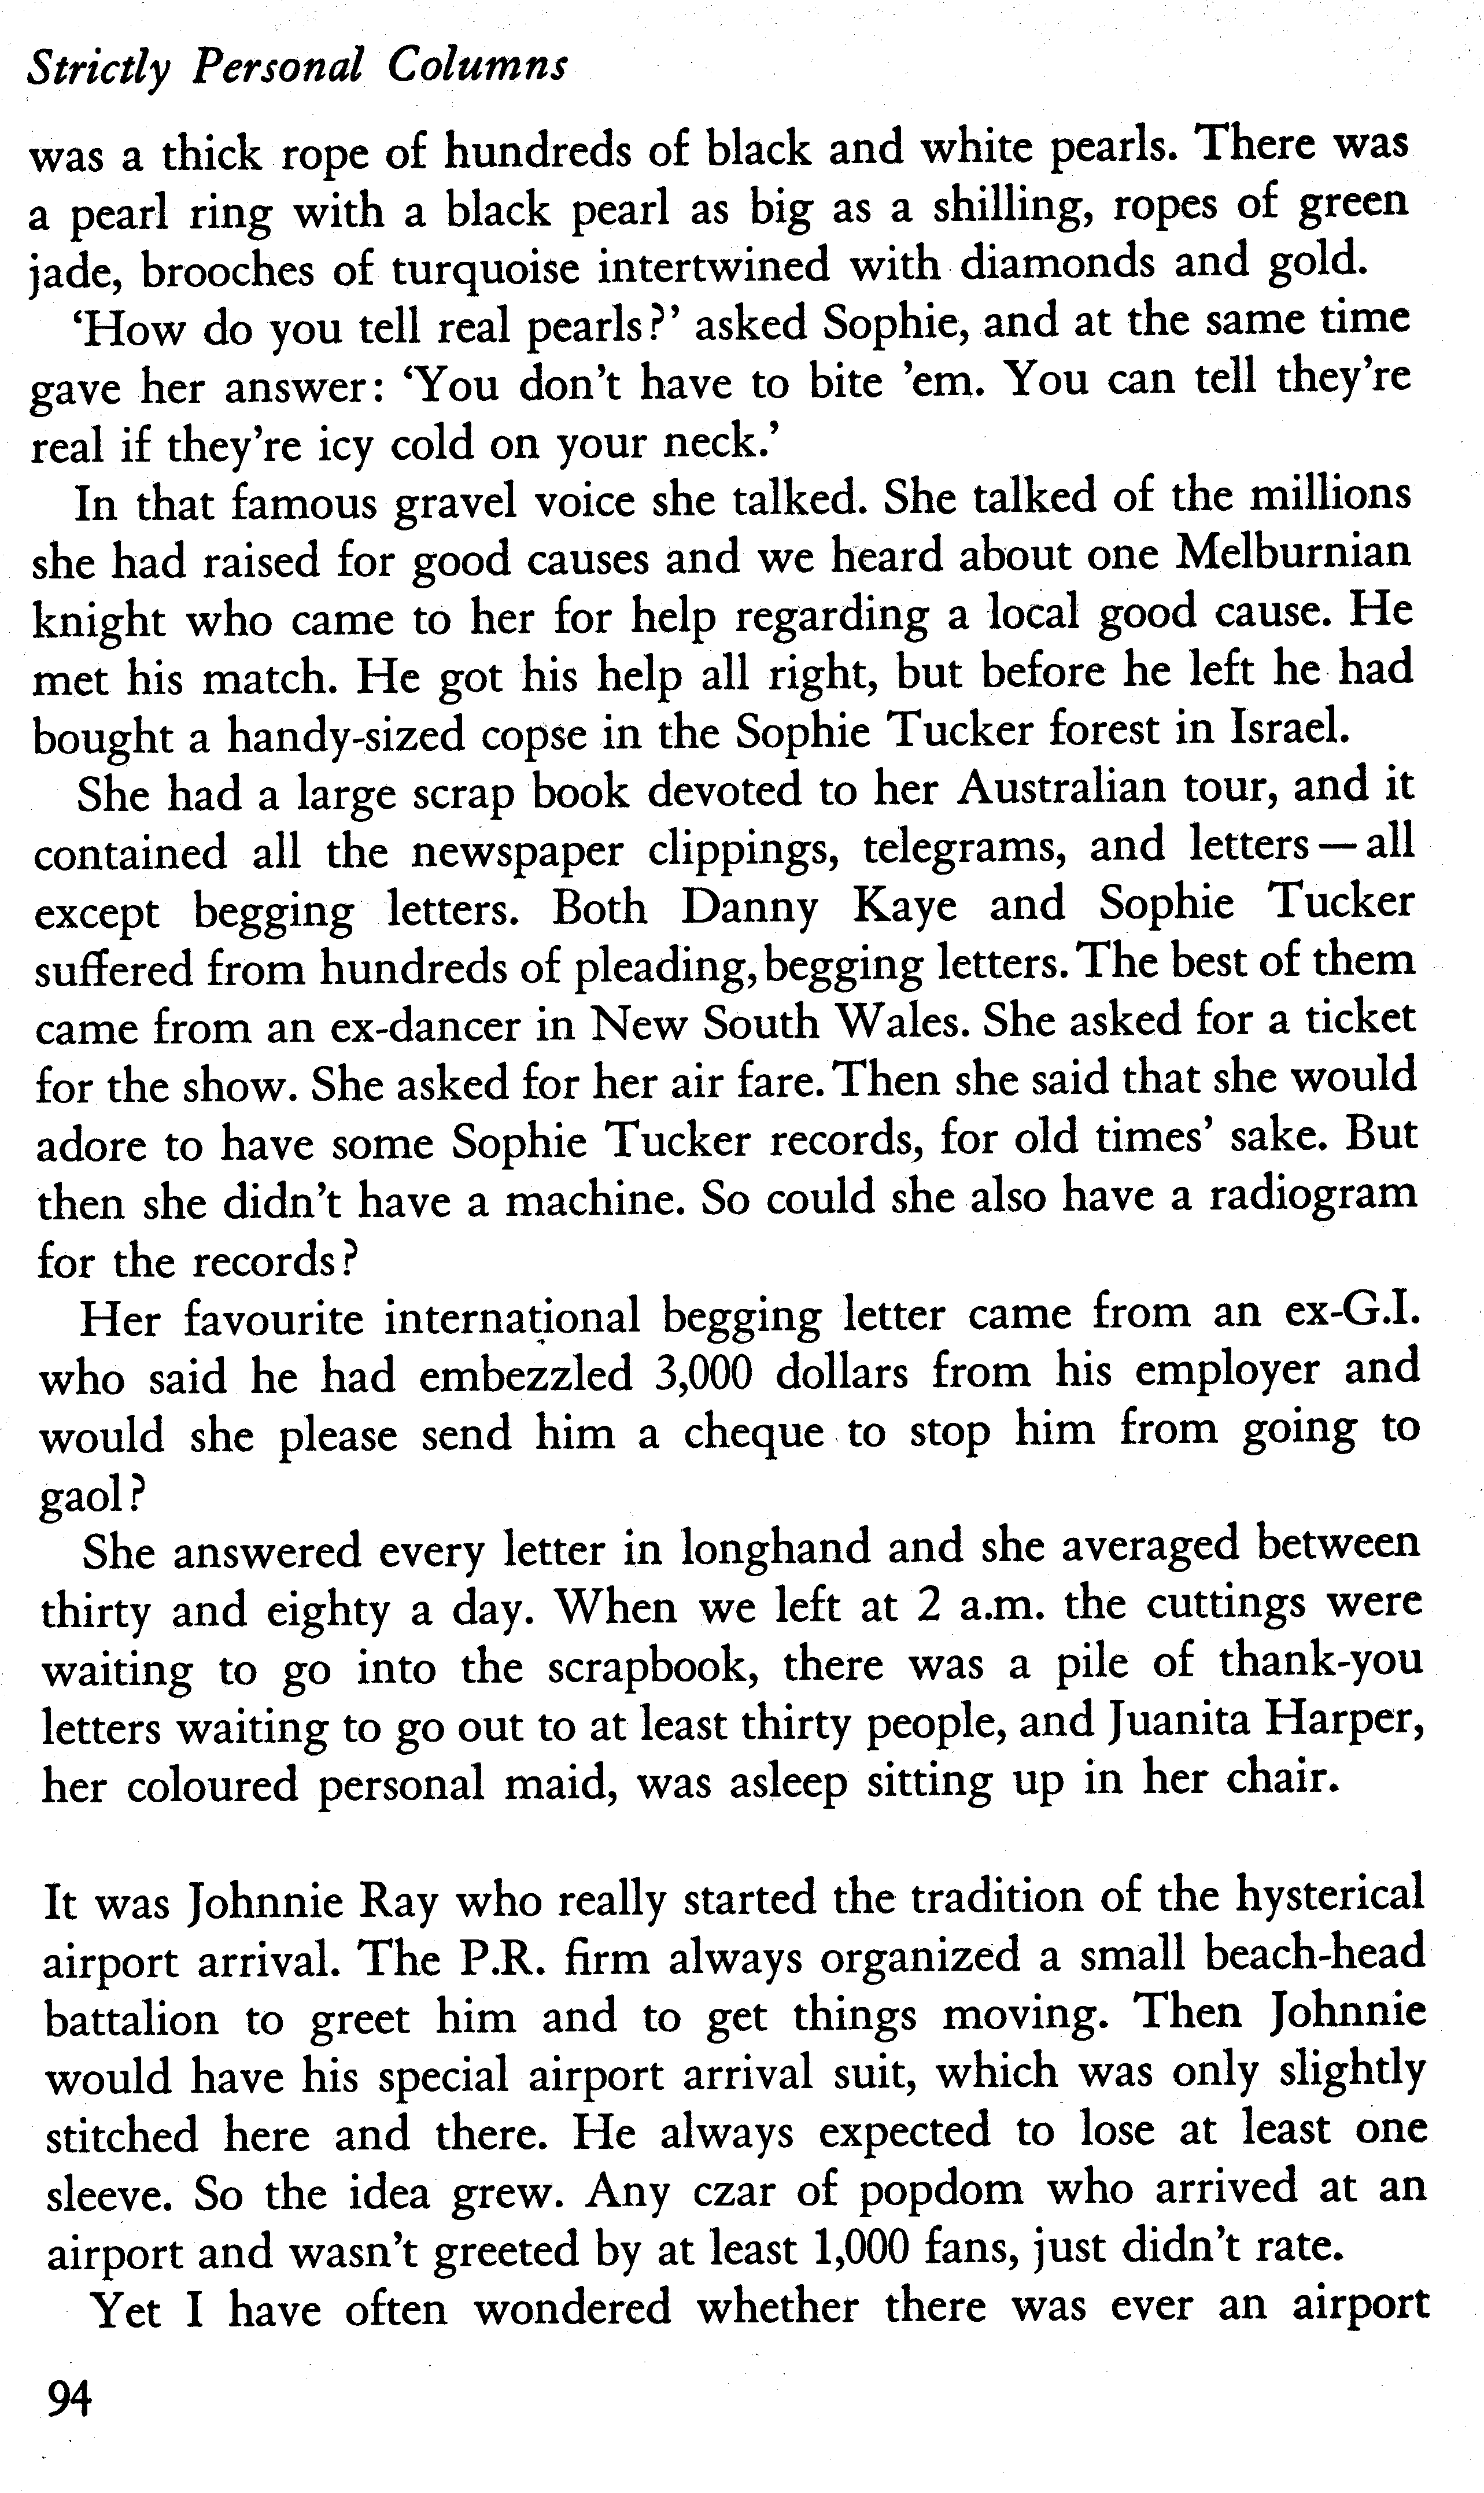 Strictly Personal Columns
was a thick rope of hundreds of black and white pearls. There was
a pearl ring with a black pearl as big as a shilling, ropes of green
jade, brooches of turquoise intertwined with diamonds and gold.
‘How do you tell real pearls?’ asked Sophie, and at the same time
gave her answer: ‘You don’t have to bite ’em. You can tell they’re
real if they’re icy cold on your neck.’
In that famous gravel voice she talked. She talked of the millions
she had raised for good causes and we heard about one Melburnian
knight who came to her for help regarding a local good cause. He
met his match. He got his help all right, but before he left he had
bought a handy-sized copse in the Sophie Tucker forest in Israel.
She had a large scrap book devoted to her Australian tour, and it
contained all the newspaper clippings, telegrams, and letters — all
except begging letters. Both Danny Kaye and Sophie Tucker
suffered from hundreds of pleading, begging letters. The best of them
came from an ex-dancer in New South Wales. She asked for a ticket
for the show. She asked for her air fare. Then she said that she would
adore to have some Sophie Tucker records, for old times’ sake. But
then she didn’t have a machine. So could she also have a radiogram
for the records?
Her favourite international begging letter came from an ex-G.I.
who said he had embezzled 3,000 dollars from his employer and
would she please send him a cheque to stop him from going to
gaol?
She answered every letter in longhand and she averaged between
thirty and eighty a day. When we left at 2 a.m. the cuttings were
waiting to go into the scrapbook, there was a pile of thank-you
letters waiting to go out to at least thirty people, and Juanita Harper,
her coloured personal maid, was asleep sitting up in her chair.
It was Johnnie Ray who really started the tradition of the hysterical
airport arrival. The P.R. firm always organized a small beach-head
battalion to greet him and to get things moving. Then Johnnie
would have his special airport arrival suit, which was only slightly
stitched here and there. He always expected to lose at least one
sleeve. So the idea grew. Any czar of popdom who arrived at an
airport and wasn’t greeted by at least 1,000 fans, just didn’t rate.
Yet I have often wondered whether there was ever an airport
94